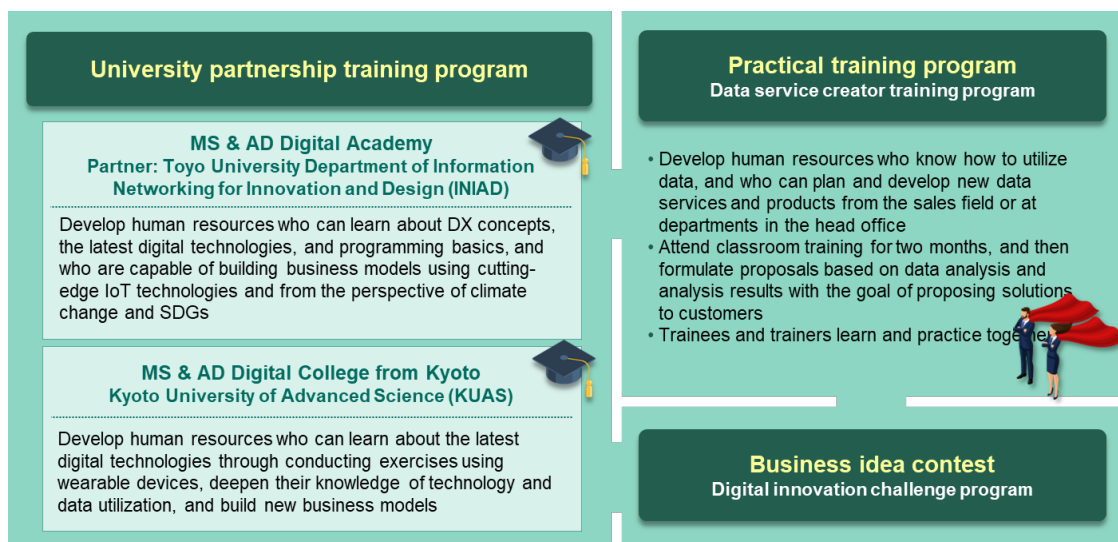 University partnership training program
MS & AD Digital Academy
Partner: Toyo University Department of Information
Networking for Innovation and Design (INIAD)
Develop human resources who can learn about DX concepts,
the latest digital technologies, and programming basics, and
who are capable of building business models using cutting-
edge IoT technologies and from the perspective of climate
change and SDGs
MS & AD Digital College from Kyoto
Kyoto University of Advanced Science (KUAS)
Develop human resources who can learn about the latest
digital technologies through conducting exercises using
wearable devices, deepen their knowledge of technology and
data utilization, and build new business models
Practical training program
Data service creator training program
• Develop human resources who know how to utilize
data, and who can plan and develop new data
services and products from the sales field or at
departments in the head office
• Attend classroom training for two months, and then
formulate proposals based on data analysis and
analysis results with the goal of proposing solutions
to customers
• Trainees and trainers learn and practice together
Business idea contest
Digital innovation challenge program